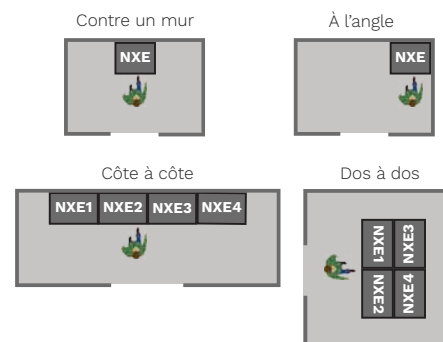 Contre un mur
NXE
À l’angle
NXE
Côte à côte
NXE1 NXE2 NXE3 NXE4
Dos à dos
NXE1 NXE3
NXE2 NXE4